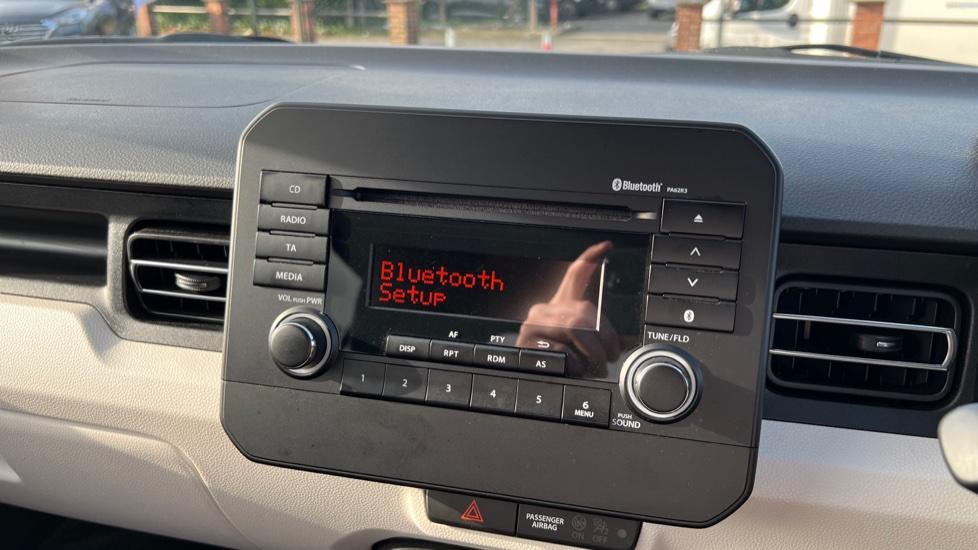 Bluetooth PA62R3
CD
RADIO
TA
MEDIA
VOL PUSH PWR
Bluetooth
Setup
AF PTY
DISP RPT RDM AS
1 2 3 4 5 6
MENU
TUNE/FLD
PUSH
SOUND
PASSENGER
AIRBAG
ON OFF